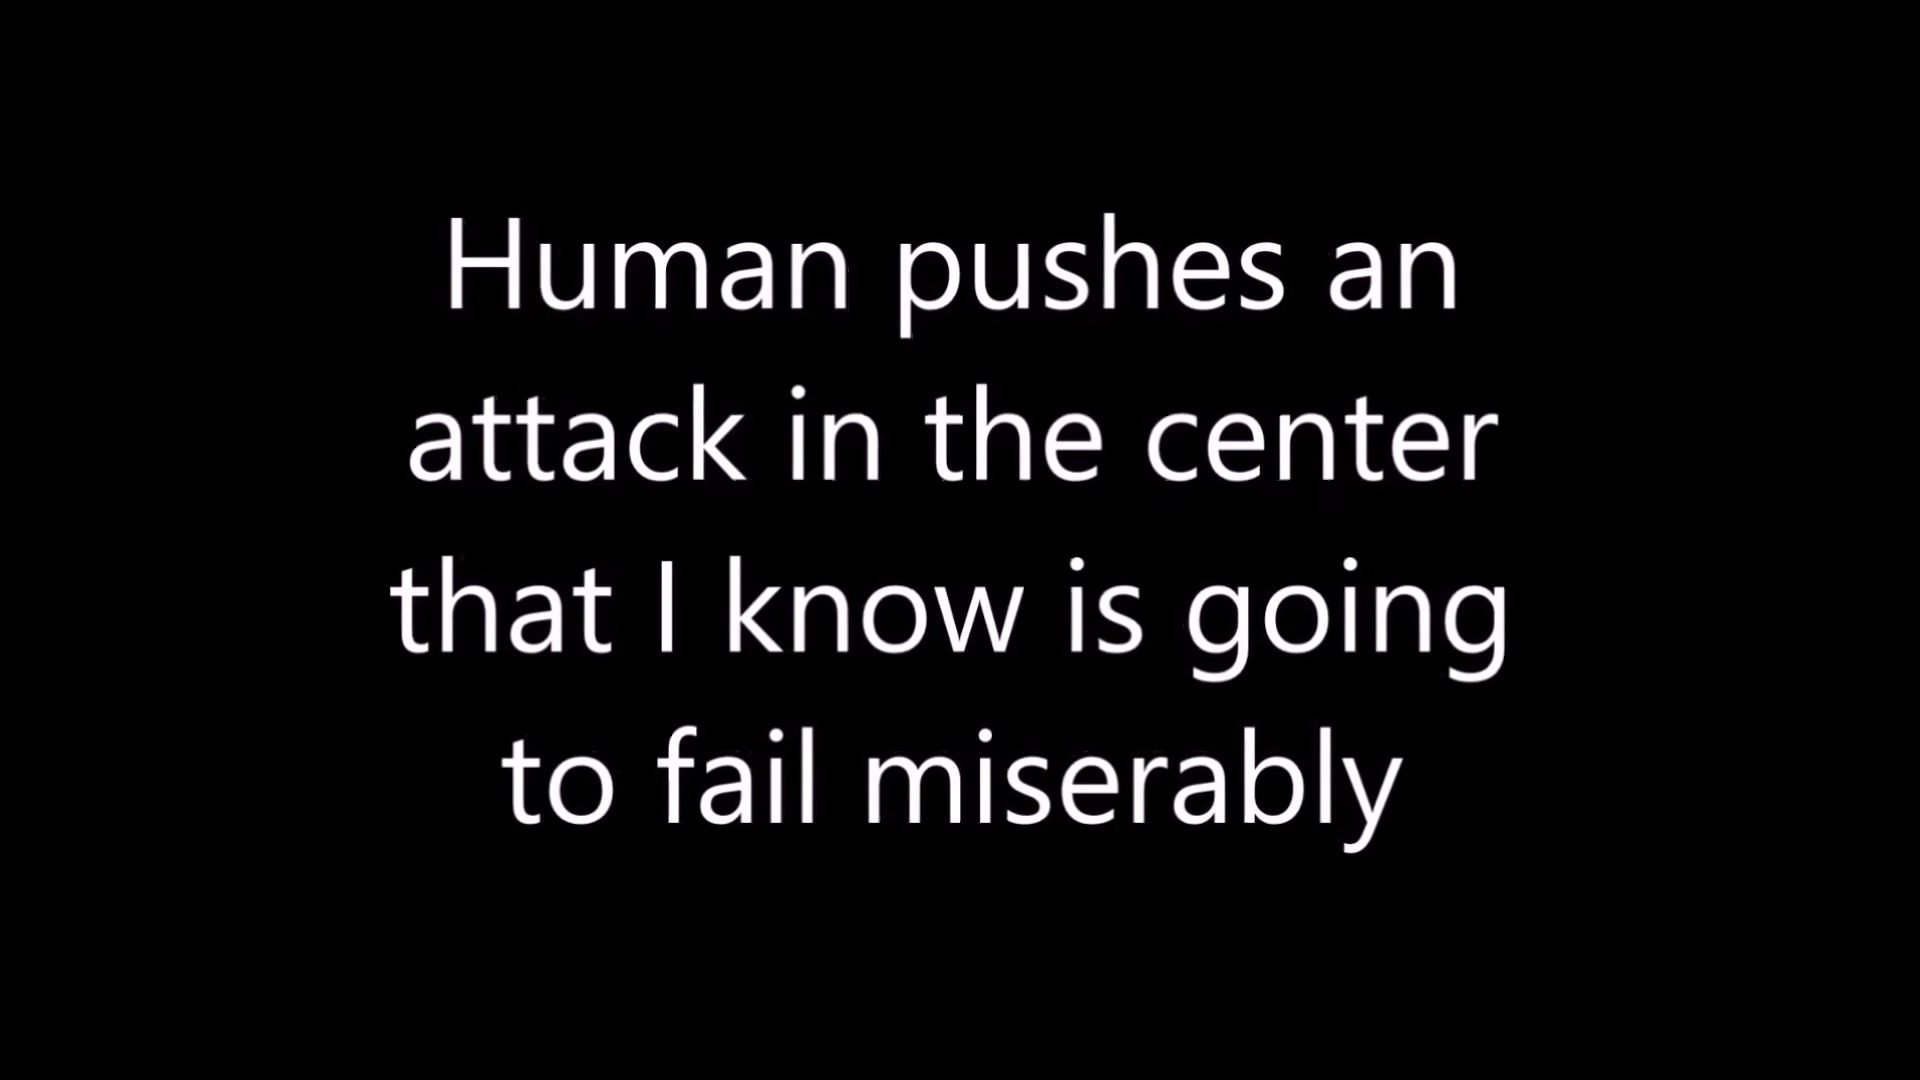 Human pushes an
attack in the center
that I know is going
to fail miserably